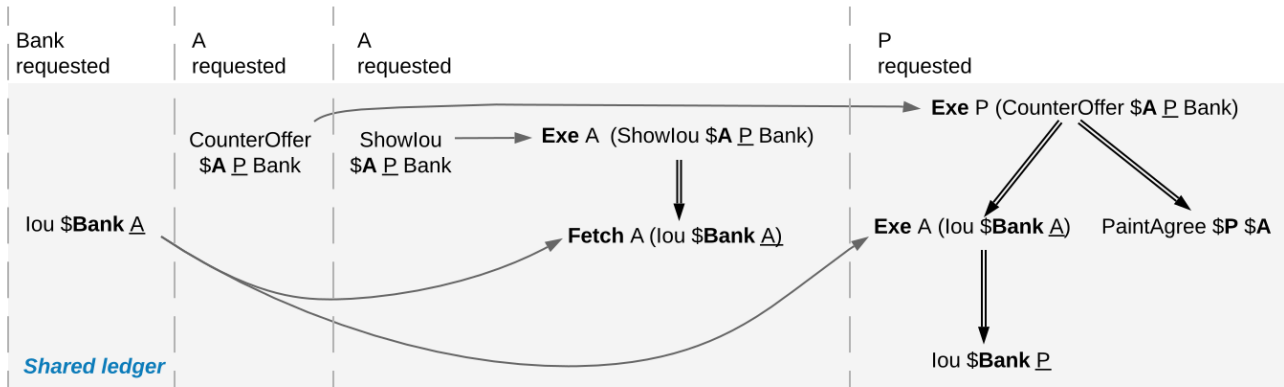 Bank
requested
A
requested
A
requested
P
requested
Exe P (CounterOffer $A P Bank)
CounterOffer
$A P Bank
ShowIou
$A P Bank
Exe A (ShowIou $A P Bank)
Iou $Bank A
Fetch A (Iou $Bank A)
Exe A (Iou $Bank A)
PaintAgree $P $A
Iou $Bank P
Shared ledger